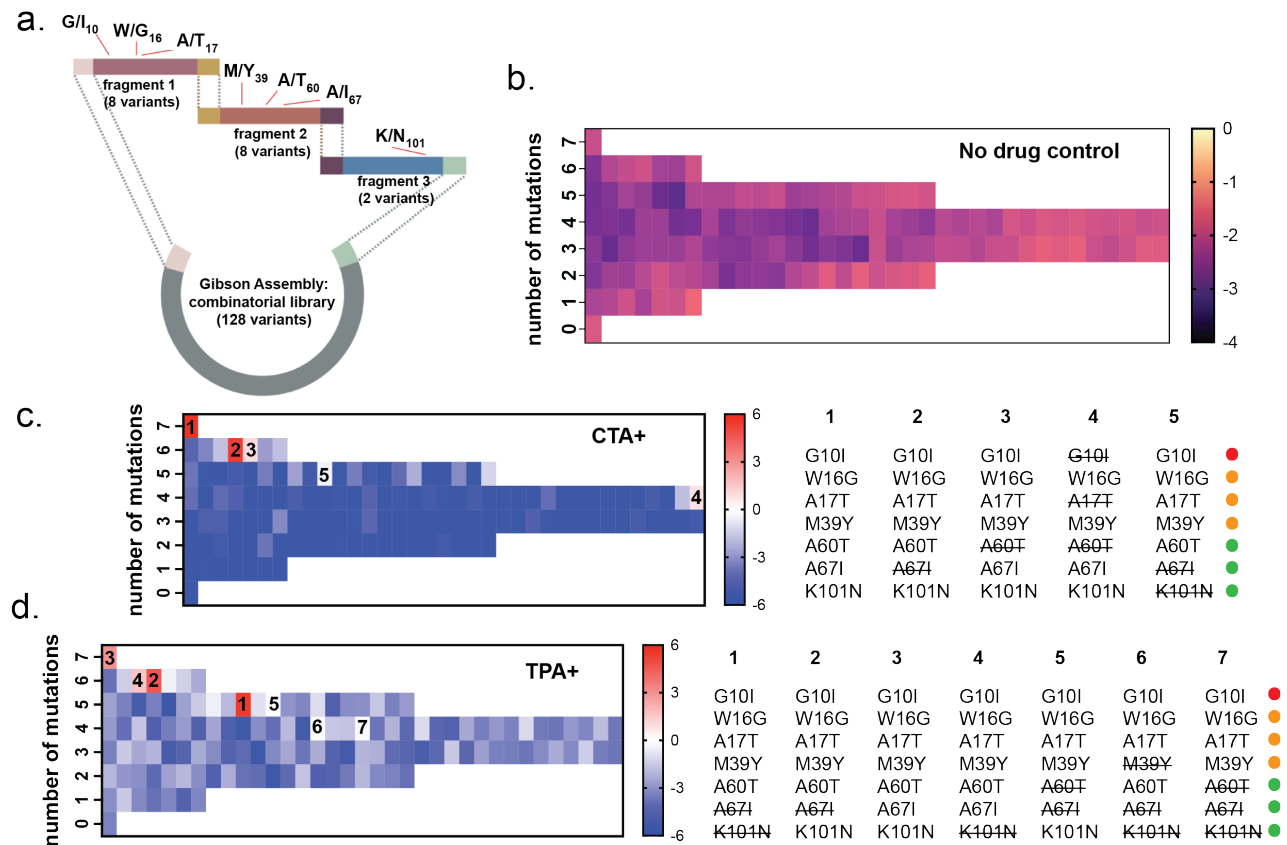 a.
G/I10
W/G16
A/T17
fragment 1
(8 variants)
M/Y39
A/T60
A/I67
fragment 2
(8 variants)
K/N101
fragment 3
(2 variants)
Gibson Assembly:
combinatorial library
(128 variants)
b.
number of mutations
7
6
5
4
3
2
1
0
No drug control
0
-1
-2
-3
-4
c.
number of mutations
7
6
5
4
3
2
1
0
1
2 3
5
4
CTA+
6
3
0
-3
-6
1 2 3 4 5
G10I G10I G10I G10I G10I
W16G W16G W16G W16G W16G
A17T A17T A17T A17T A17T
M39Y M39Y M39Y M39Y M39Y
A60T A60T A60T A60T A60T
A67I A67I A67I A67I A67I
K101N K101N K101N K101N K101N
d.
number of mutations
7
6
5
4
3
2
1
0
3
4 2
1 5
6 7
TPA+
6
3
0
-3
-6
1 2 3 4 5 6 7
G10I G10I G10I G10I G10I G10I G10I
W16G W16G W16G W16G W16G W16G W16G
A17T A17T A17T A17T A17T A17T A17T
M39Y M39Y M39Y M39Y M39Y M39Y M39Y
A60T A60T A60T A60T A60T A60T A60T
A67I A67I A67I A67I A67I A67I A67I
K101N K101N K101N K101N K101N K101N K101N